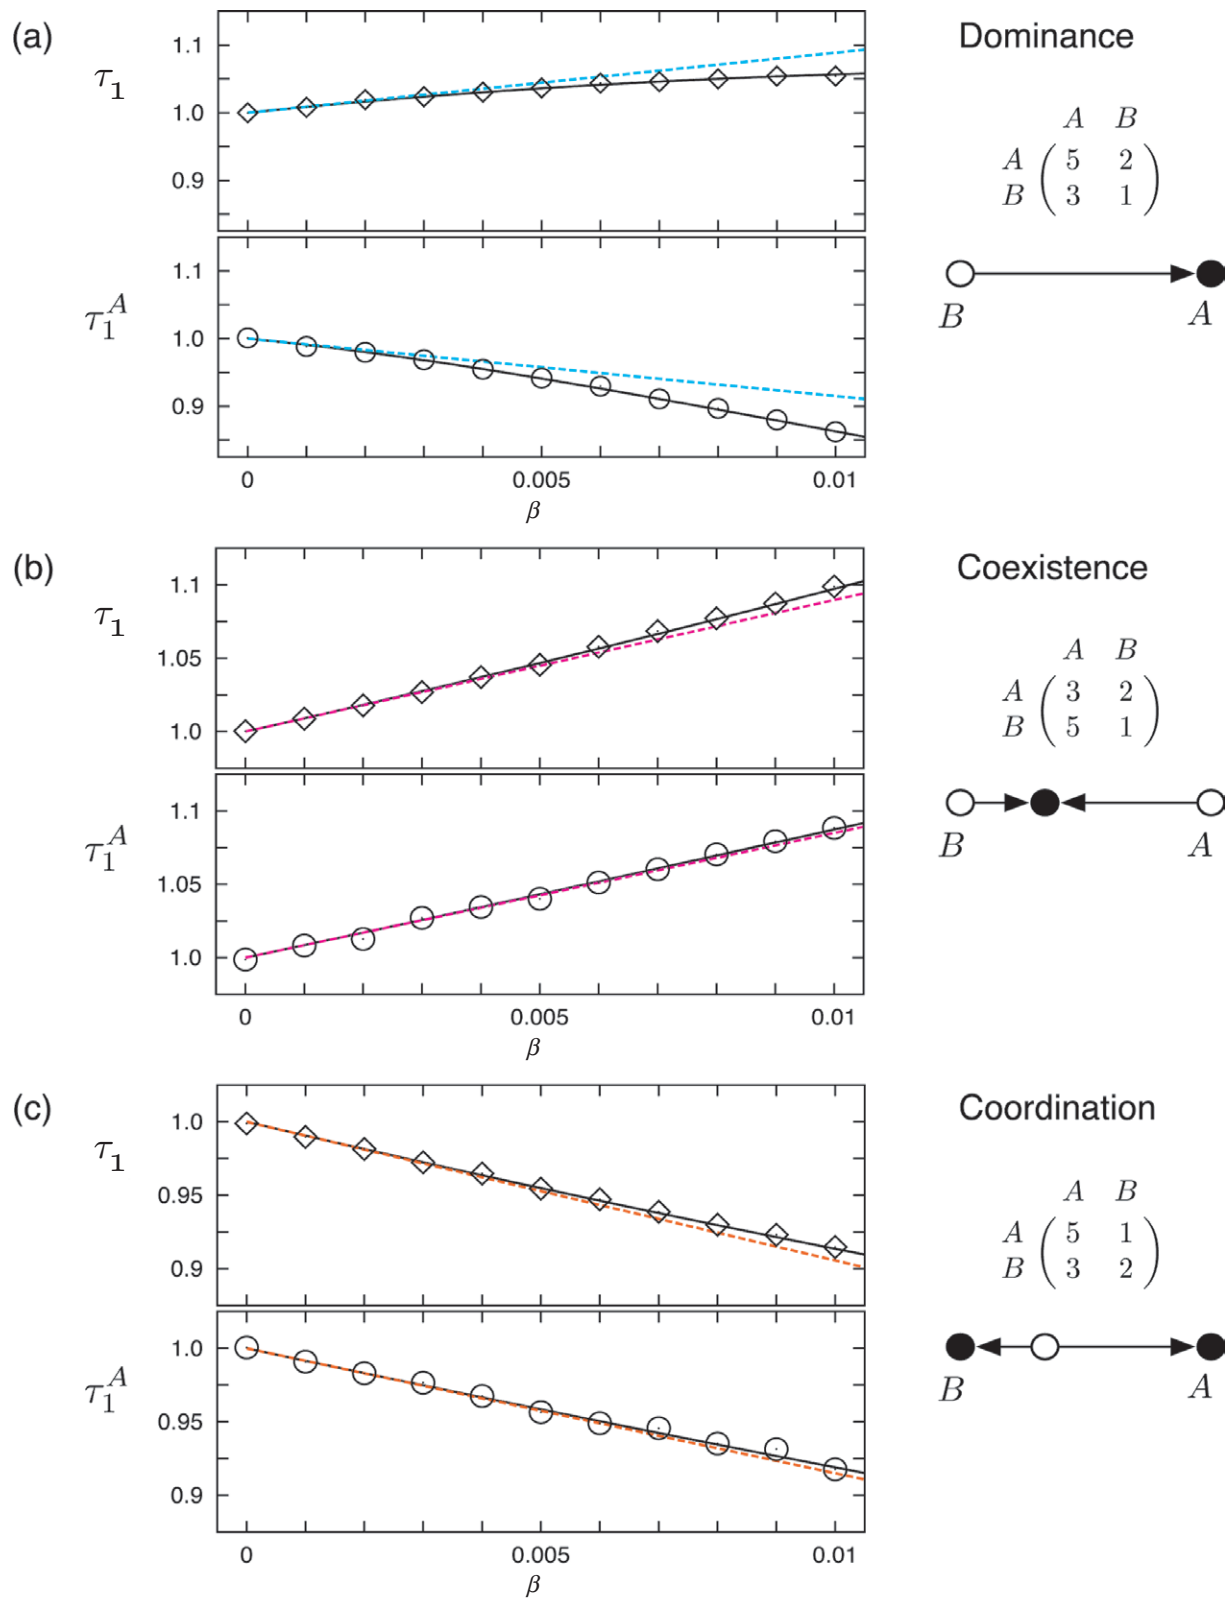 (a)
τ1
1.1
1.0
0.9
τ1^A
1.1
1.0
0.9
0 0.005 0.01
β
Dominance
A B
A ( 5 2 )
B ( 3 1 )
B A
(b)
τ1
1.1
1.05
1.0
τ1^A
1.1
1.05
1.0
0 0.005 0.01
β
Coexistence
A B
A ( 3 2 )
B ( 5 1 )
B A
(c)
τ1
1.0
0.95
0.9
τ1^A
1.0
0.95
0.9
0 0.005 0.01
β
Coordination
A B
A ( 5 1 )
B ( 3 2 )
B A